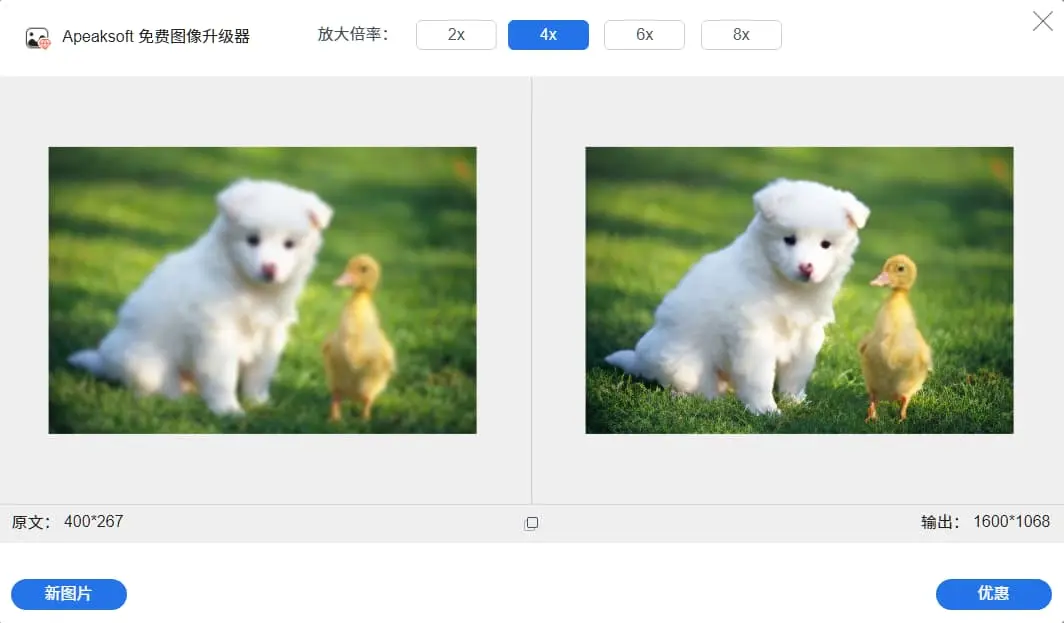 Apeaksoft 免费图像升级器
放大倍率：
2x
4x
6x
8x
原文： 400*267
输出： 1600*1068
新图片
优惠